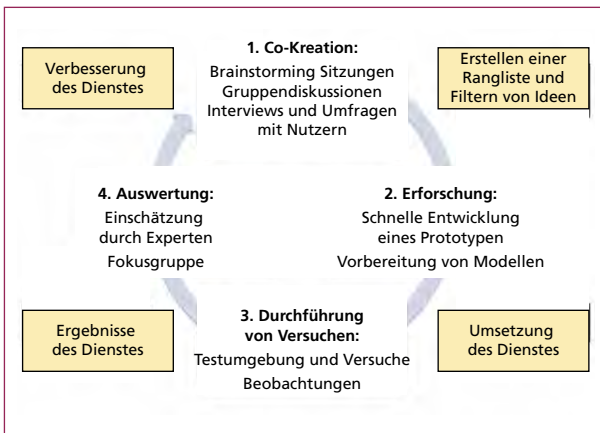 1. Co-Kreation:
Brainstorming Sitzungen
Gruppendiskussionen
Interviews und Umfragen
mit Nutzern
Verbesserung
des Dienstes
Erstellen einer
Rangliste und
Filtern von Ideen
4. Auswertung:
Einschätzung
durch Experten
Fokusgruppe
2. Erforschung:
Schnelle Entwicklung
eines Prototypen
Vorbereitung von Modellen
Ergebnisse
des Dienstes
3. Durchführung
von Versuchen:
Testumgebung und Versuche
Beobachtungen
Umsetzung
des Dienstes